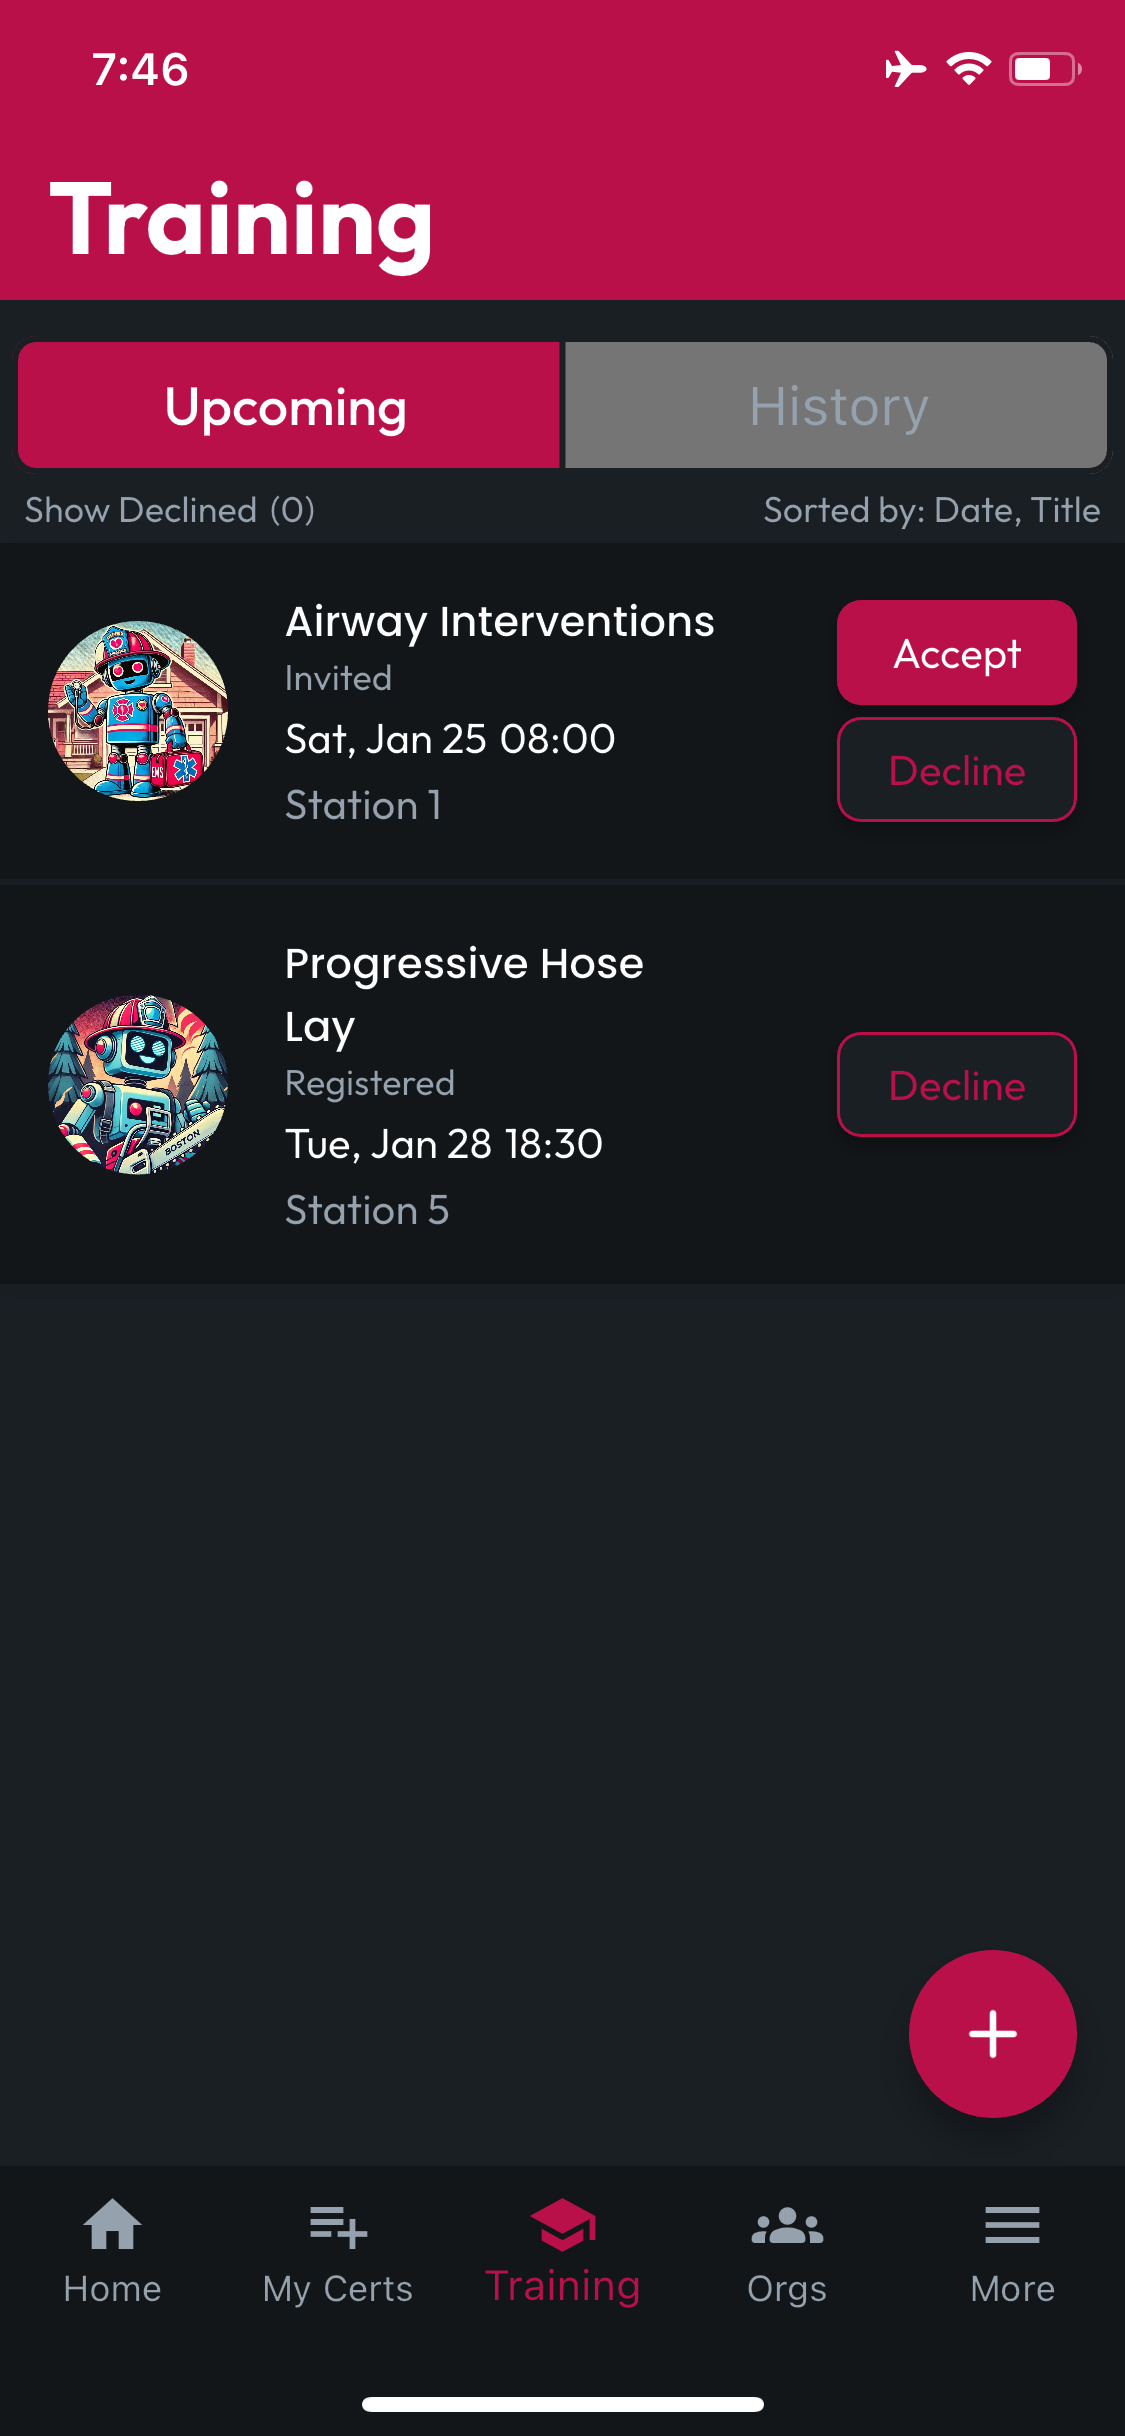 7:46
Training
Upcoming
History
Show Declined (0)
Sorted by: Date, Title
Airway Interventions
Invited
Sat, Jan 25 08:00
Station 1
Accept
Decline
EMS
Progressive Hose
Lay
Registered
Tue, Jan 28 18:30
Station 5
Decline
BOSTON
Home
My Certs
Training
Orgs
More